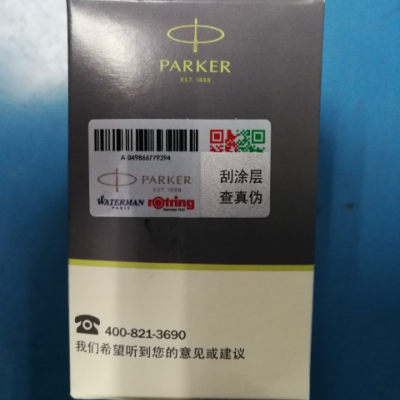 PARKER
EST. 1888
A 049866779394
PARKER
EST. 1888
刮涂层
WATERMAN
PARIS
rotring
查真伪
400-821-3690
我们希望听到您的意见或建议